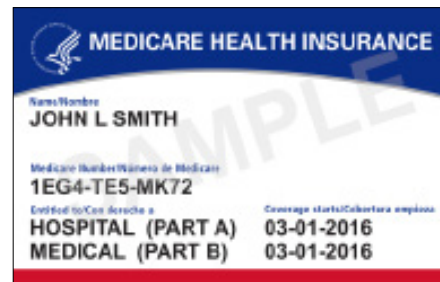 MEDICARE HEALTH INSURANCE
SAMPLE
Name/Nombre
JOHN L SMITH
Medicare Number/Número de Medicare
1EG4-TE5-MK72
Entitled to/Con derecho a Coverage starts/Cobertura empieza
HOSPITAL (PART A) 03-01-2016
MEDICAL (PART B) 03-01-2016